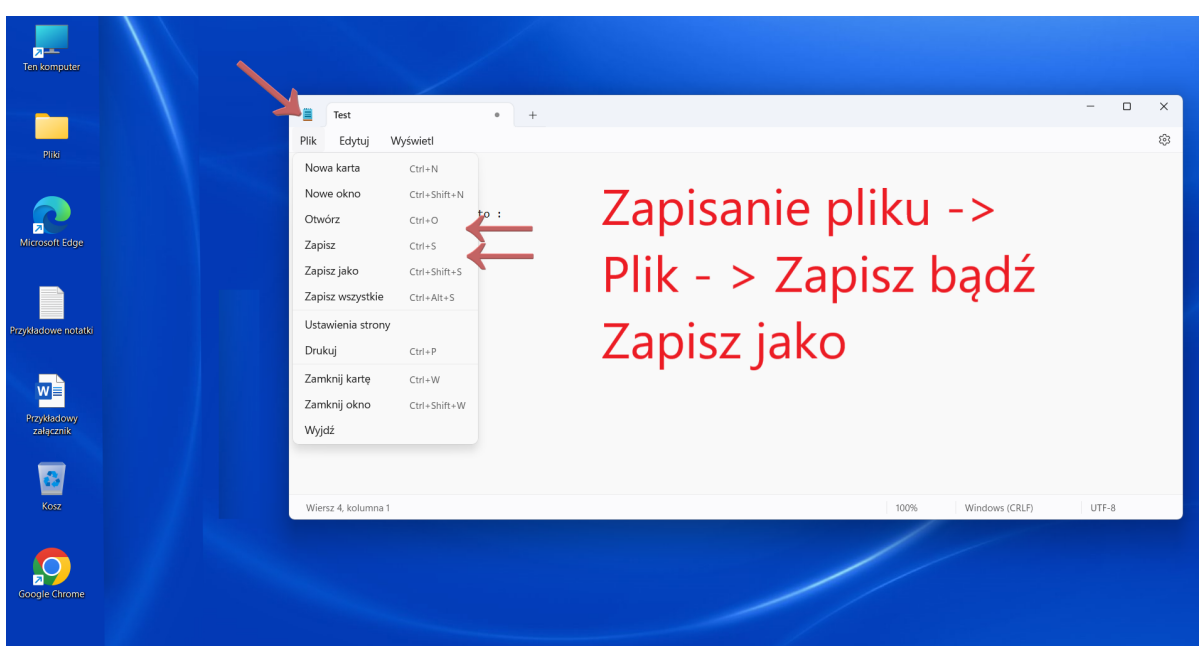 Ten komputer
Pliki
Microsoft Edge
Przykładowe notatki
Przykładowy
załącznik
Kosz
Google Chrome
Test
Plik Edytuj Wyświetl
Nowa karta Ctrl+N
Nowe okno Ctrl+Shift+N
to :
Otwórz Ctrl+O
Zapisz Ctrl+S
Zapisz jako Ctrl+Shift+S
Zapisz wszystkie Ctrl+Alt+S
Ustawienia strony
Drukuj Ctrl+P
Zamknij kartę Ctrl+W
Zamknij okno Ctrl+Shift+W
Wyjdź
Zapisanie pliku ->
Plik - > Zapisz bądź
Zapisz jako
Wiersz 4, kolumna 1 100% Windows (CRLF) UTF-8